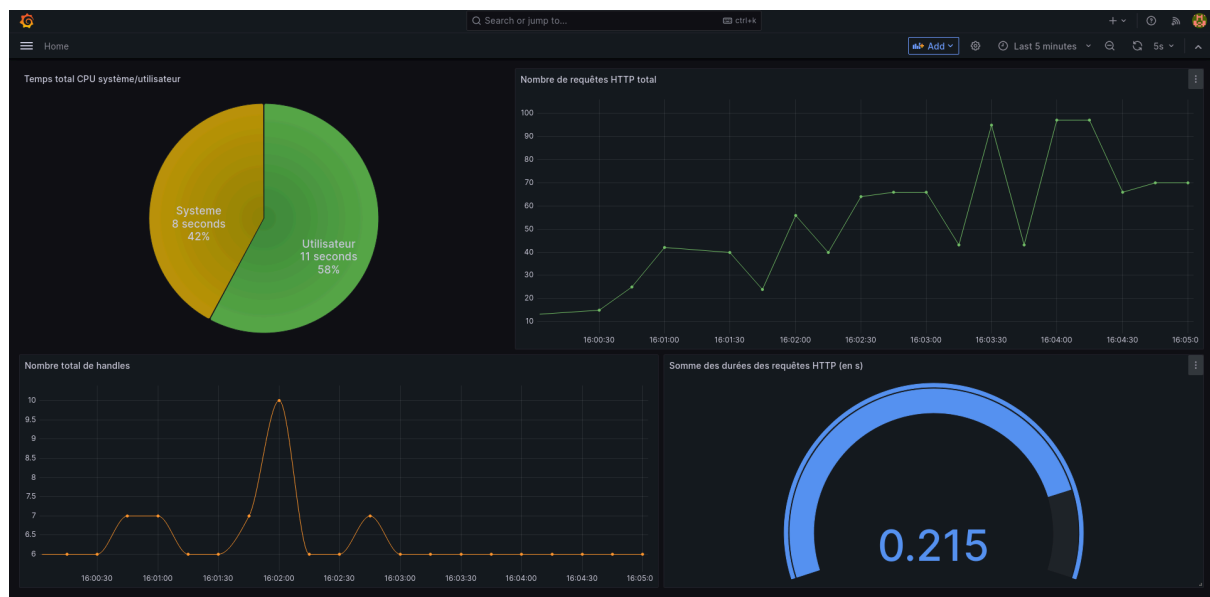 Search or jump to...
ctrl+k
Home
Add
Last 5 minutes
5s
Temps total CPU système/utilisateur
Systeme
8 seconds
42%
Utilisateur
11 seconds
58%
Nombre de requêtes HTTP total
100
90
80
70
60
50
40
30
20
10
16:00:30 16:01:00 16:01:30 16:02:00 16:02:30 16:03:00 16:03:30 16:04:00 16:04:30 16:05:0
Nombre total de handles
10
9.5
9
8.5
8
7.5
7
6.5
6
16:00:30 16:01:00 16:01:30 16:02:00 16:02:30 16:03:00 16:03:30 16:04:00 16:04:30 16:05:0
Somme des durées des requêtes HTTP (en s)
0.215